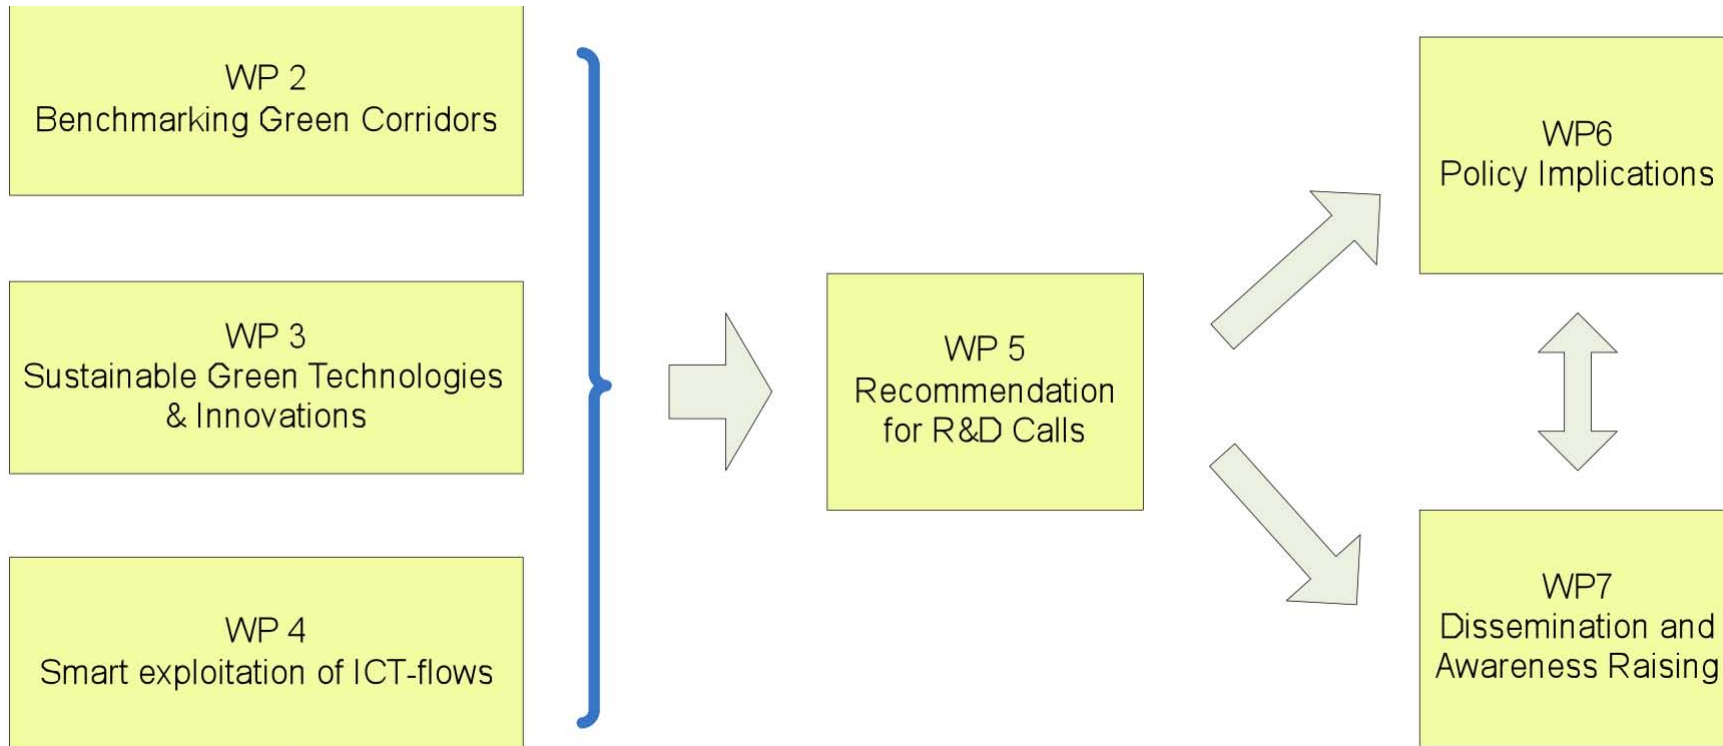 WP 2
Benchmarking Green Corridors
WP 3
Sustainable Green Technologies
& Innovations
WP 4
Smart exploitation of ICT-flows
WP 5
Recommendation
for R&D Calls
WP6
Policy Implications
WP7
Dissemination and
Awareness Raising